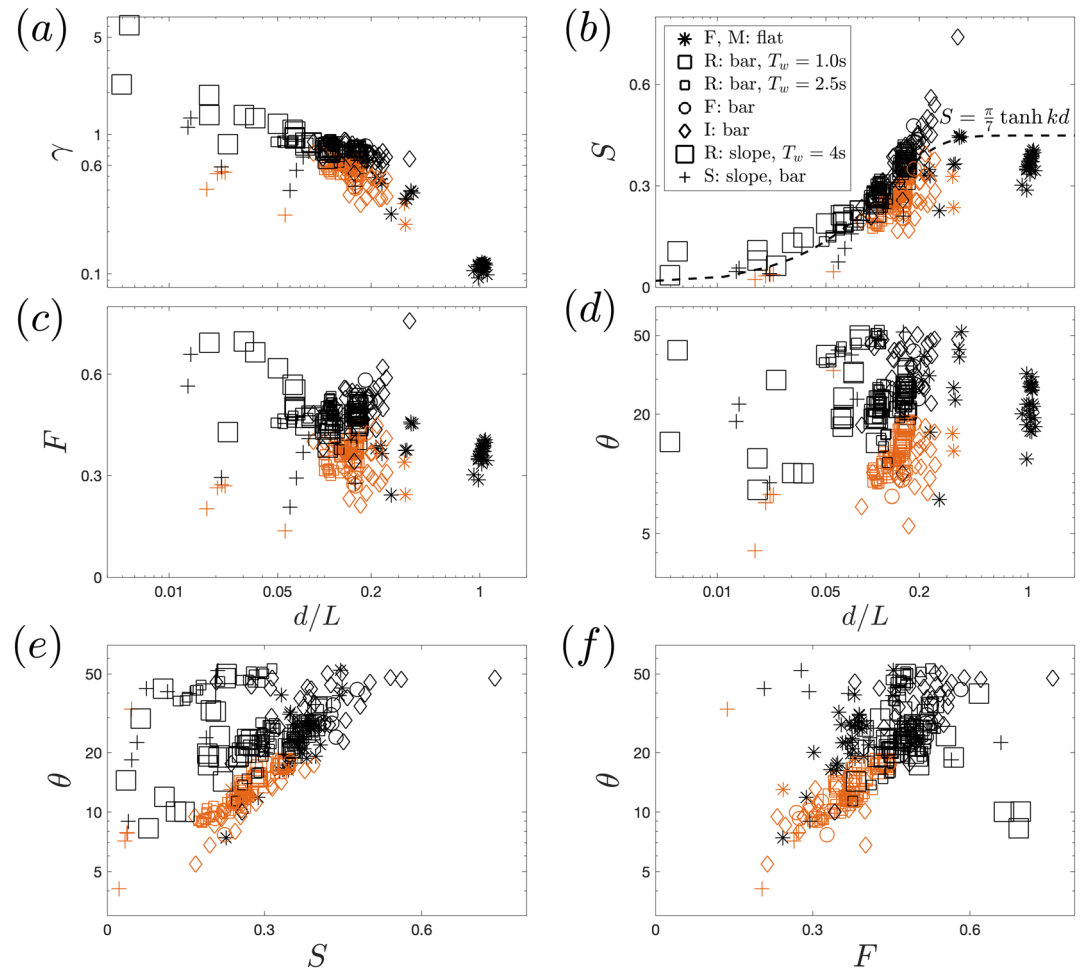 (a)
5
1
0.6
0.3
0.1
γ
(b)
F, M: flat
R: bar, T_w = 1.0s
R: bar, T_w = 2.5s
F: bar
I: bar
R: slope, T_w = 4s
S: slope, bar
S = π/7 tanh kd
0.6
0.3
0
S
(c)
0.6
0.3
0
F
0.01
0.05
0.2
1
d/L
(d)
50
20
5
θ
0.01
0.05
0.2
1
d/L
(e)
50
20
10
5
θ
0
0.3
0.6
S
(f)
50
20
10
5
θ
0
0.3
0.6
F